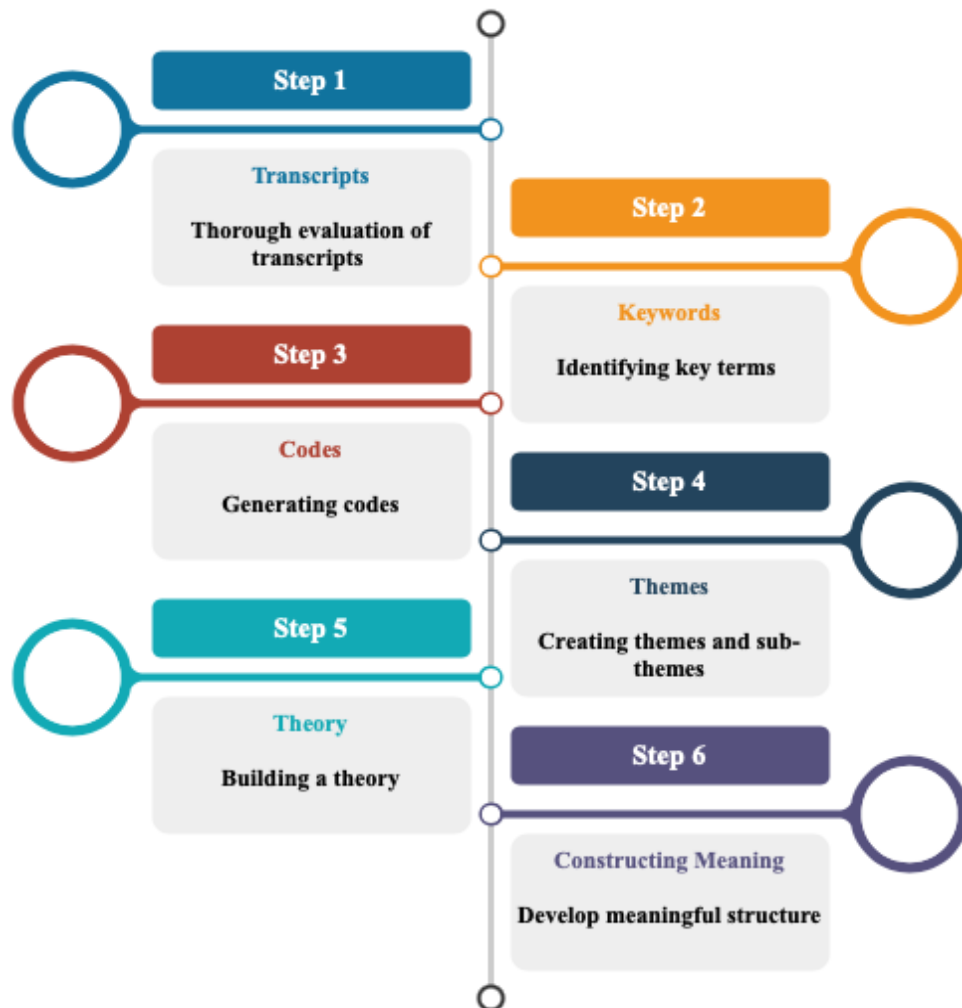 Step 1
Transcripts
Thorough evaluation of
transcripts
Step 2
Keywords
Identifying key terms
Step 3
Codes
Generating codes
Step 4
Themes
Creating themes and sub-
themes
Step 5
Theory
Building a theory
Step 6
Constructing Meaning
Develop meaningful structure